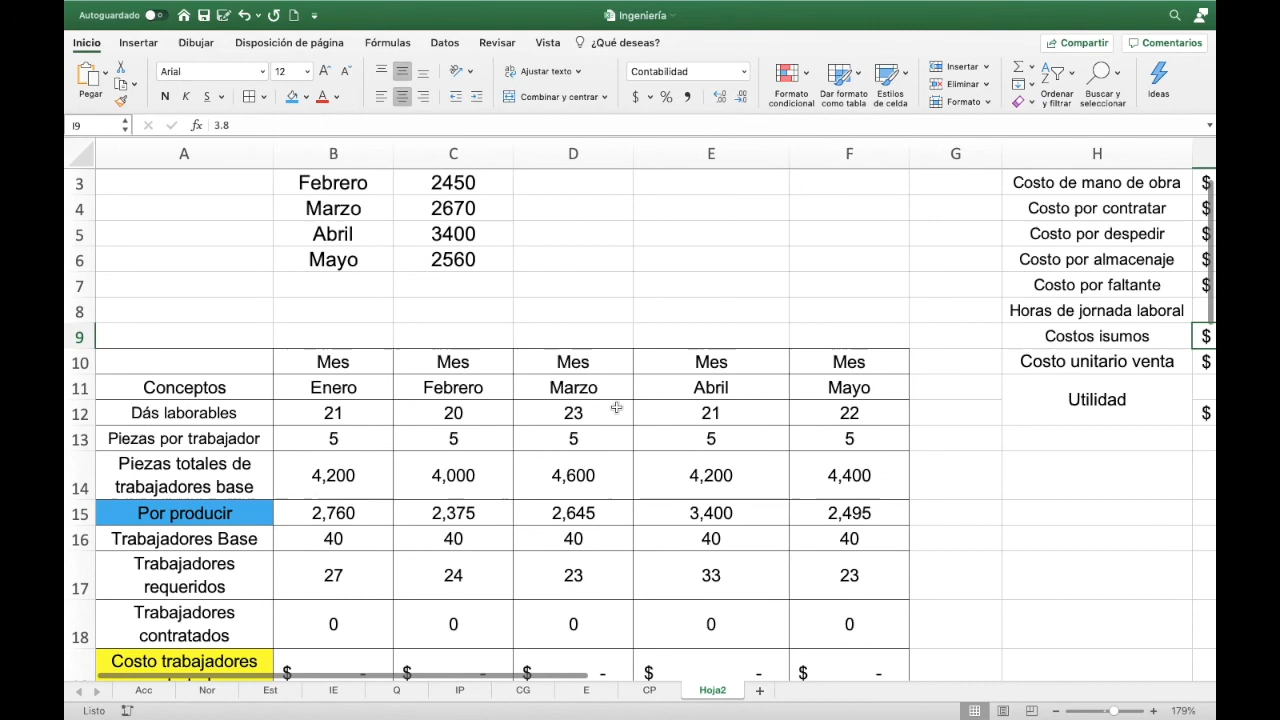 Autoguardado
Ingeniería
Inicio Insertar Dibujar Disposición de página Fórmulas Datos Revisar Vista ¿Qué deseas? Compartir Comentarios
Pegar Arial 12 A A Ajustar texto Contabilidad Formato condicional Dar formato como tabla Estilos de celda Insertar Ordenar y filtrar Buscar y seleccionar Ideas
N K S A Combinar y centrar $ % Eliminar
Formato
I9 fx 3.8
A B C D E F G H
3 Febrero 2450 Costo de mano de obra $
4 Marzo 2670 Costo por contratar $
5 Abril 3400 Costo por despedir $
6 Mayo 2560 Costo por almacenaje $
7 Costo por faltante $
8 Horas de jornada laboral
9 Costos isumos $
10 Mes Mes Mes Mes Mes Costo unitario venta $
11 Conceptos Enero Febrero Marzo Abril Mayo Utilidad
12 Dás laborables 21 20 23 21 22 $
13 Piezas por trabajador 5 5 5 5 5
14 Piezas totales de trabajadores base 4,200 4,000 4,600 4,200 4,400
15 Por producir 2,760 2,375 2,645 3,400 2,495
16 Trabajadores Base 40 40 40 40 40
17 Trabajadores requeridos 27 24 23 33 23
18 Trabajadores contratados 0 0 0 0 0
Costo trabajadores $ - $ - $ - $ - $ -
Acc Nor Est IE Q IP CG E CP Hoja2
Listo 179%